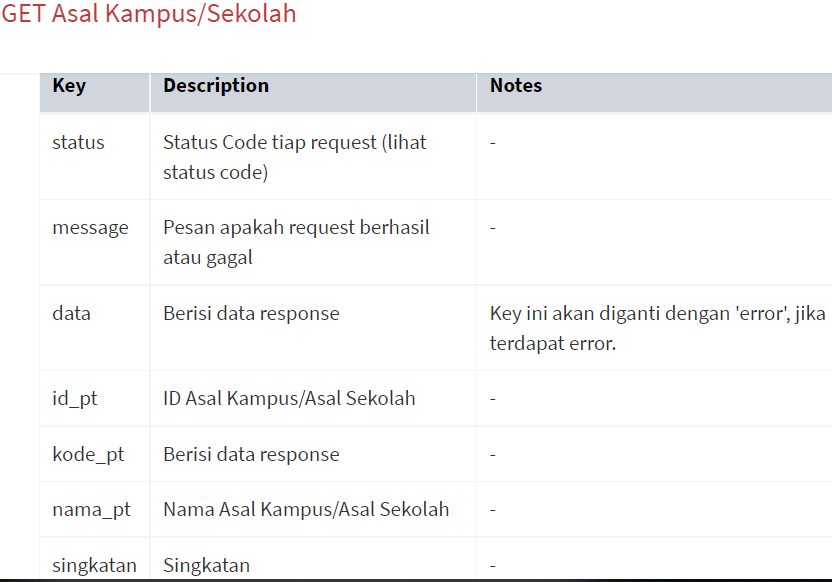 GET Asal Kampus/Sekolah
Key Description Notes
status Status Code tiap request (lihat -
status code)
message Pesan apakah request berhasil -
atau gagal
data Berisi data response Key ini akan diganti dengan 'error', jika
terdapat error.
id_pt ID Asal Kampus/Asal Sekolah -
kode_pt Berisi data response -
nama_pt Nama Asal Kampus/Asal Sekolah -
singkatan Singkatan -